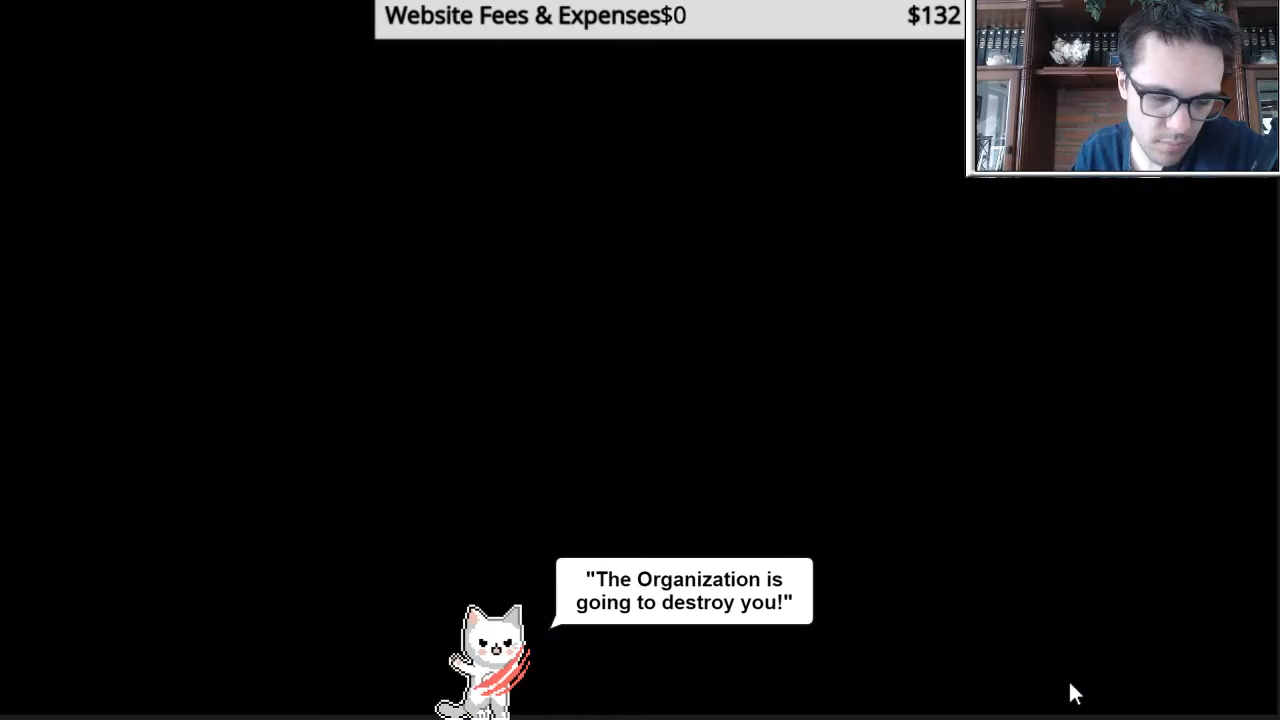 Website Fees & Expenses$0 $132
"The Organization is
going to destroy you!"